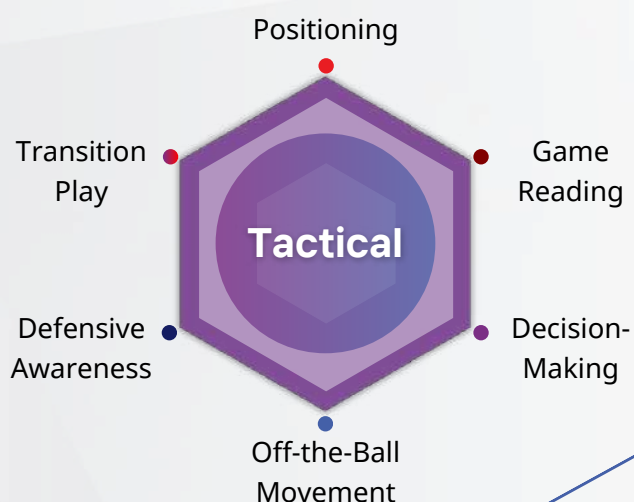 Positioning
Transition
Play
Game
Reading
Tactical
Defensive
Awareness
Decision-
Making
Off-the-Ball
Movement